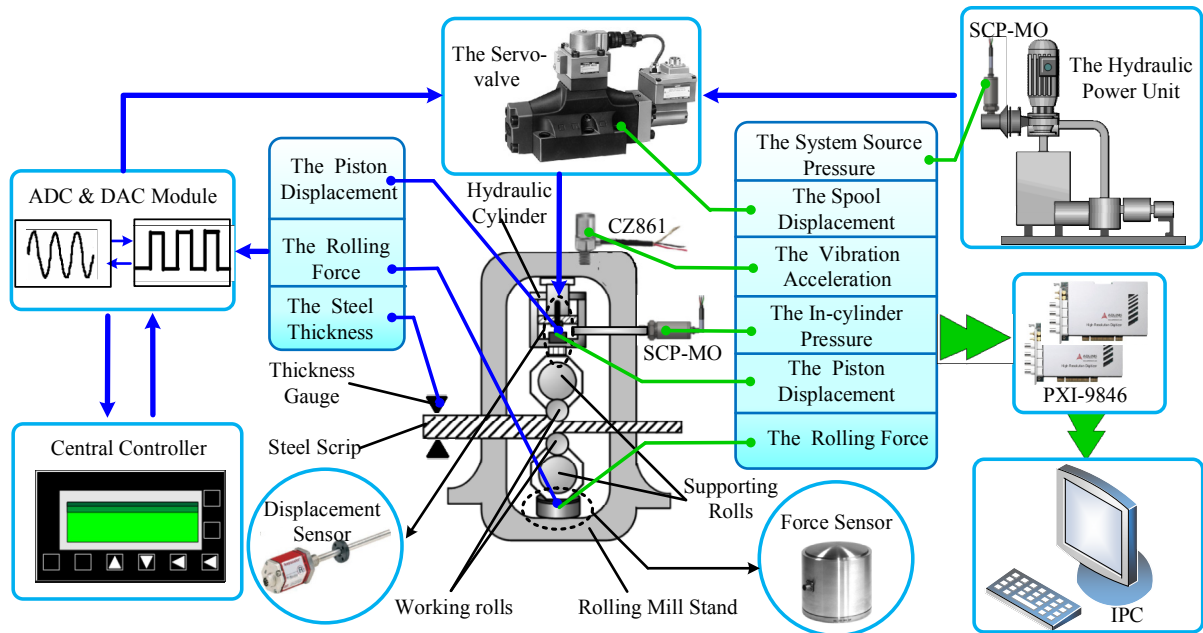 SCP-MO
The Servo-
valve
The Hydraulic
Power Unit
The Piston
Displacement
The Rolling
Force
The Steel
Thickness
ADC & DAC Module
Hydraulic
Cylinder
CZ861
The System Source
Pressure
The Spool
Displacement
The Vibration
Acceleration
The In-cylinder
Pressure
The Piston
Displacement
The Rolling Force
SCP-MO
Thickness
Gauge
Steel Scrip
PXI-9846
Central Controller
Displacement
Sensor
Supporting
Rolls
Force Sensor
Working rolls
Rolling Mill Stand
IPC